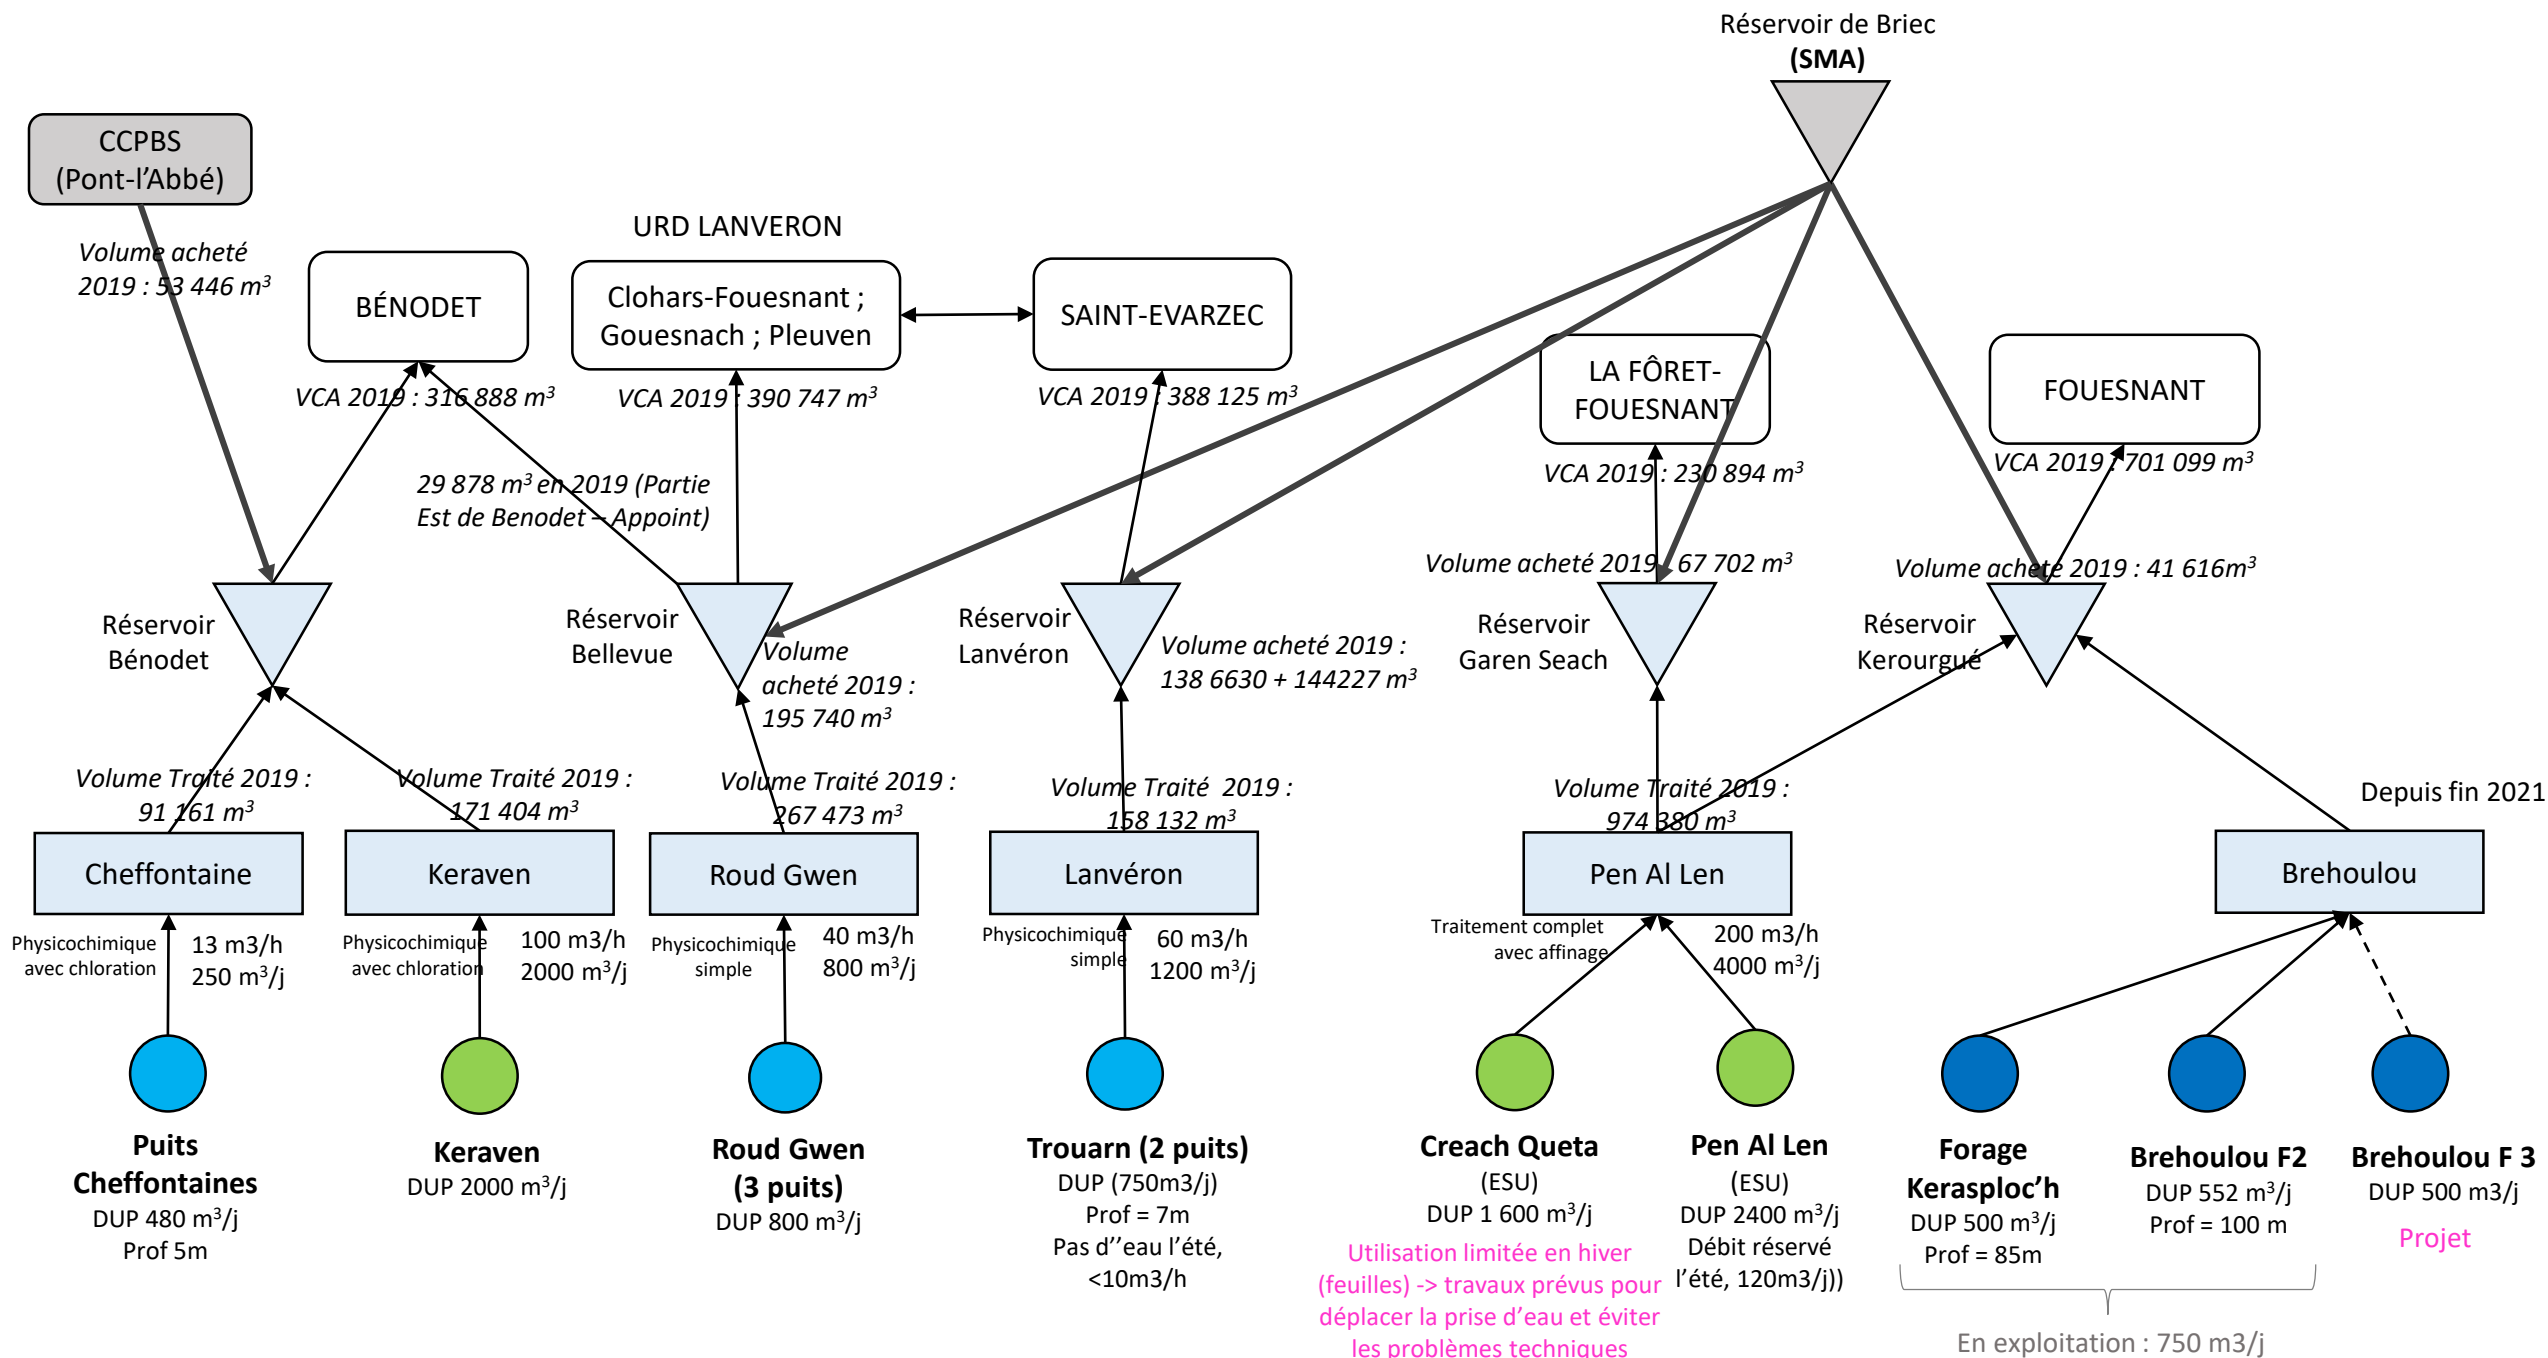 Réservoir de Briec
(SMA)
CCPBS
(Pont-l'Abbé)
Volume acheté
2019 : 53 446 m³
BÉNODET
VCA 2019 : 316 888 m³
URD LANVERON
Clohars-Fouesnant ;
Gouesnach ; Pleuven
VCA 2019 : 390 747 m³
SAINT-EVARZEC
VCA 2019 : 388 125 m³
LA FÔRET-
FOUESNANT
VCA 2019 : 230 894 m³
FOUESNANT
VCA 2019 : 701 099 m³
29 878 m³ en 2019 (Partie
Est de Benodet – Appoint)
Réservoir
Bénodet
Réservoir
Bellevue
Volume
acheté 2019 :
195 740 m³
Réservoir
Lanvéron
Volume acheté 2019 :
138 6630 + 144227 m³
Volume acheté 2019 : 67 702 m³
Réservoir
Garen Seach
Volume acheté 2019 : 41 616m³
Réservoir
Kerourgué
Volume Traité 2019 :
91 161 m³
Volume Traité 2019 :
171 404 m³
Volume Traité 2019 :
267 473 m³
Volume Traité 2019 :
158 132 m³
Volume Traité 2019 :
974 380 m³
Depuis fin 2021
Cheffontaine
Keraven
Roud Gwen
Lanvéron
Pen Al Len
Brehoulou
Physicochimique
avec chloration
13 m3/h
250 m³/j
Physicochimique
avec chloration
100 m3/h
2000 m³/j
Physicochimique
simple
40 m3/h
800 m³/j
Physicochimique
simple
60 m3/h
1200 m³/j
Traitement complet
avec affinage
200 m3/h
4000 m³/j
Puits
Cheffontaines
DUP 480 m³/j
Prof 5m
Keraven
DUP 2000 m³/j
Roud Gwen
(3 puits)
DUP 800 m³/j
Trouarn (2 puits)
DUP (750m3/j)
Prof = 7m
Pas d''eau l'été,
<10m3/h
Creach Queta
(ESU)
DUP 1 600 m³/j
Utilisation limitée en hiver
(feuilles) -> travaux prévus pour
déplacer la prise d'eau et éviter
les problèmes techniques
Pen Al Len
(ESU)
DUP 2400 m³/j
Débit réservé
l'été, 120m3/j))
Forage
Kerasploc'h
DUP 500 m³/j
Prof = 85m
Brehoulou F2
DUP 552 m³/j
Prof = 100 m
Brehoulou F 3
DUP 500 m3/j
Projet
En exploitation : 750 m3/j